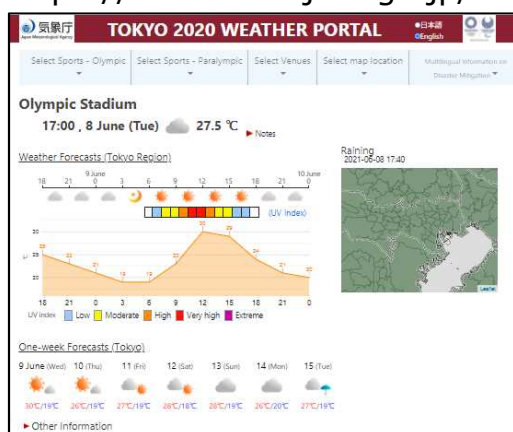 気象庁
Japan Meteorological Agency
TOKYO 2020 WEATHER PORTAL
●日本語
●English
Select Sports - Olympic
Select Sports - Paralympic
Select Venues
Select map location
Multilingual Information on
Disaster Mitigation
Olympic Stadium
17:00 , 8 June (Tue) 27.5 ℃
Notes
Weather Forecasts (Tokyo Region)
Raining
2021-06-08 17:40
9 June 10 June
18 21 0 3 6 9 12 15 18 21 0
(UV Index)
18 21 0 3 6 9 12 15 18 21 0
UV index Low Moderate High Very high Extreme
Leaflet
One-week Forecasts (Tokyo)
9 June (Wed) 10 (Thu) 11 (Fri) 12 (Sat) 13 (Sun) 14 (Mon) 15 (Tue)
30℃/19℃ 26℃/19℃ 27℃/19℃ 28℃/18℃ 28℃/19℃ 26℃/20℃ 27℃/19℃
Other Information